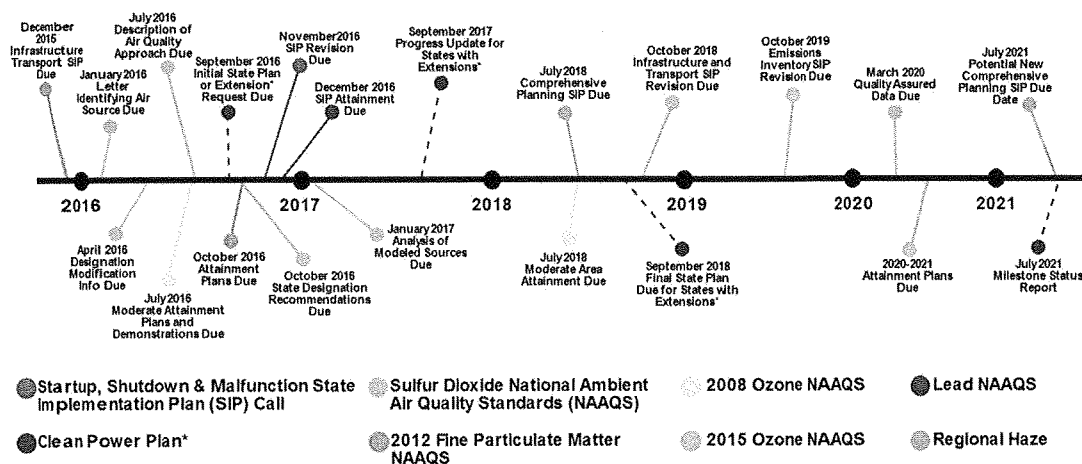 December
2015
Infrastructure
Transport SIP
Due
January 2016
Letter
Identifying Air
Source Due
July 2016
Description of
Air Quality
Approach Due
September 2016
Initial State Plan
or Extension*
Request Due
November 2016
SIP Revision
Due
December 2016
SIP Attainment
Due
September 2017
Progress Update for
States with
Extensions*
July 2018
Comprehensive
Planning SIP Due
October 2018
Infrastructure and
Transport SIP
Revision Due
October 2019
Emissions
Inventory SIP
Revision Due
March 2020
Quality Assured
Data Due
July 2021
Potential New
Comprehensive
Planning SIP Due
Date
2016
2017
2018
2019
2020
2021
April 2016
Designation
Modification
Info Due
July 2016
Moderate Attainment
Plans and
Demonstrations Due
October 2016
Attainment
Plans Due
October 2016
State Designation
Recommendations
Due
January 2017
Analysis of
Modeled Sources
Due
July 2018
Moderate Area
Attainment Due
September 2018
Final State Plan
Due for States with
Extensions*
2020-2021
Attainment Plans
Due
July 2021
Milestone Status
Report
Startup, Shutdown & Malfunction State
Implementation Plan (SIP) Call
Clean Power Plan*
Sulfur Dioxide National Ambient
Air Quality Standards (NAAQS)
2012 Fine Particulate Matter
NAAQS
2008 Ozone NAAQS
2015 Ozone NAAQS
Lead NAAQS
Regional Haze